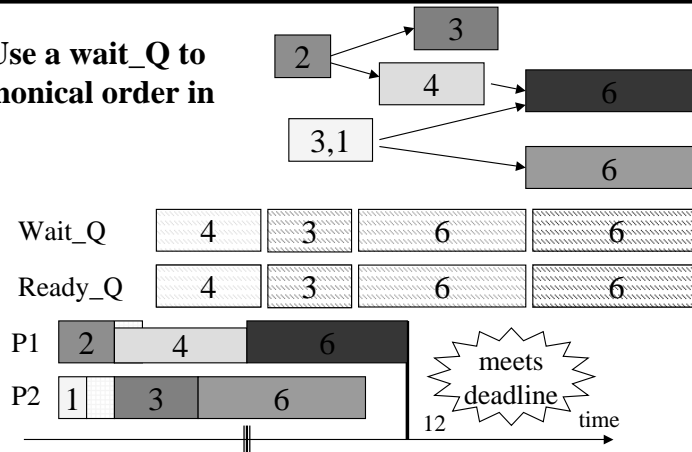 Use a wait_Q to
monical order in
2
3
4
6
3,1
6
Wait_Q 4 3 6 6
Ready_Q 4 3 6 6
P1 2 4 6
P2 1 3 6
meets
deadline
12 time